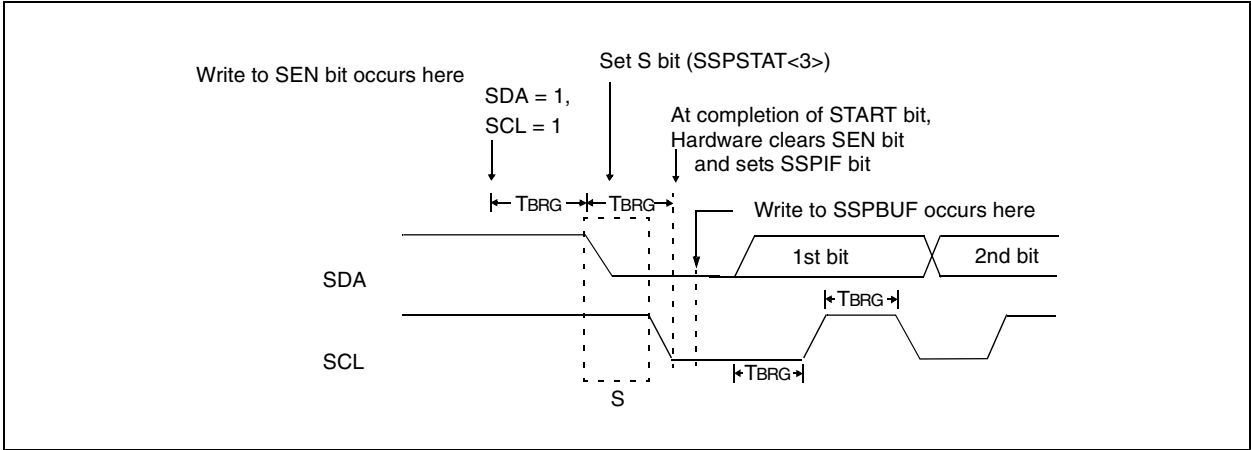 Write to SEN bit occurs here
Set S bit (SSPSTAT<3>)
SDA = 1,
SCL = 1
At completion of START bit,
Hardware clears SEN bit
and sets SSPIF bit
TBRG
TBRG
Write to SSPBUF occurs here
SDA
1st bit
2nd bit
TBRG
SCL
TBRG
S